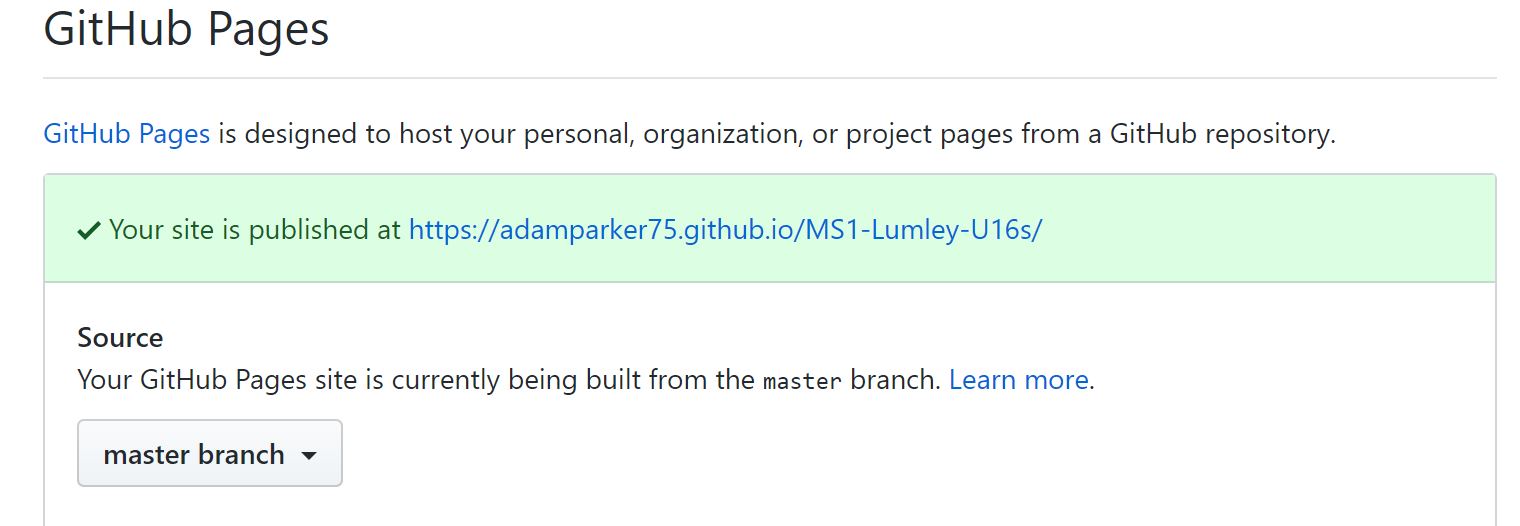 GitHub Pages
GitHub Pages is designed to host your personal, organization, or project pages from a GitHub repository.
Your site is published at https://adamparker75.github.io/MS1-Lumley-U16s/
Source
Your GitHub Pages site is currently being built from the master branch. Learn more.
master branch